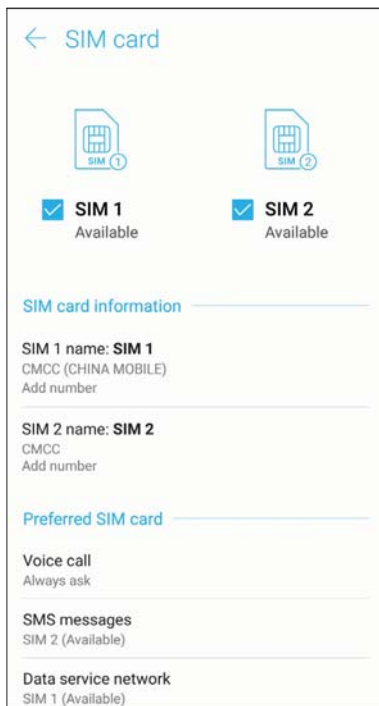 SIM card
SIM 1 SIM 2
SIM 1 SIM 2
Available Available
SIM card information
SIM 1 name: SIM 1
CMCC (CHINA MOBILE)
Add number
SIM 2 name: SIM 2
CMCC
Add number
Preferred SIM card
Voice call
Always ask
SMS messages
SIM 2 (Available)
Data service network
SIM 1 (Available)